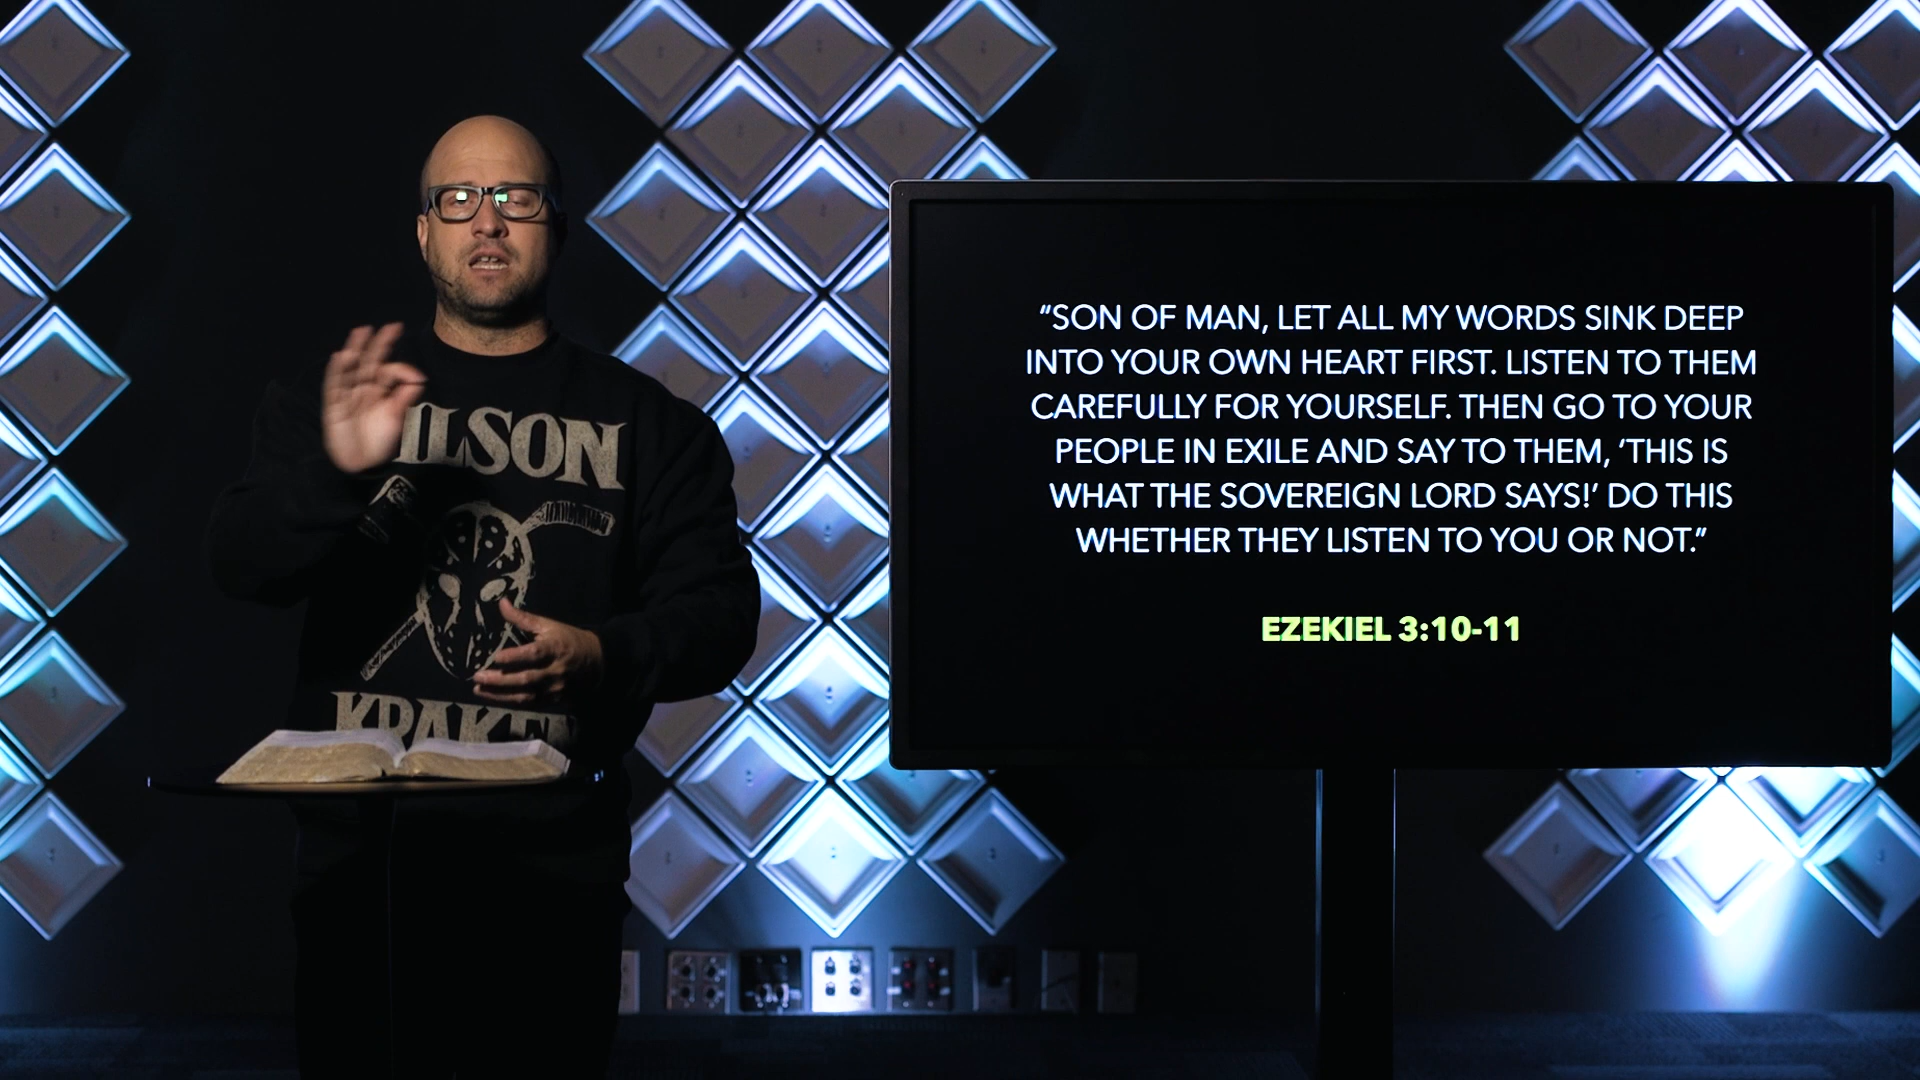 ILSON
KRAKE
“SON OF MAN, LET ALL MY WORDS SINK DEEP
INTO YOUR OWN HEART FIRST. LISTEN TO THEM
CAREFULLY FOR YOURSELF. THEN GO TO YOUR
PEOPLE IN EXILE AND SAY TO THEM, ‘THIS IS
WHAT THE SOVEREIGN LORD SAYS!’ DO THIS
WHETHER THEY LISTEN TO YOU OR NOT.”
EZEKIEL 3:10-11